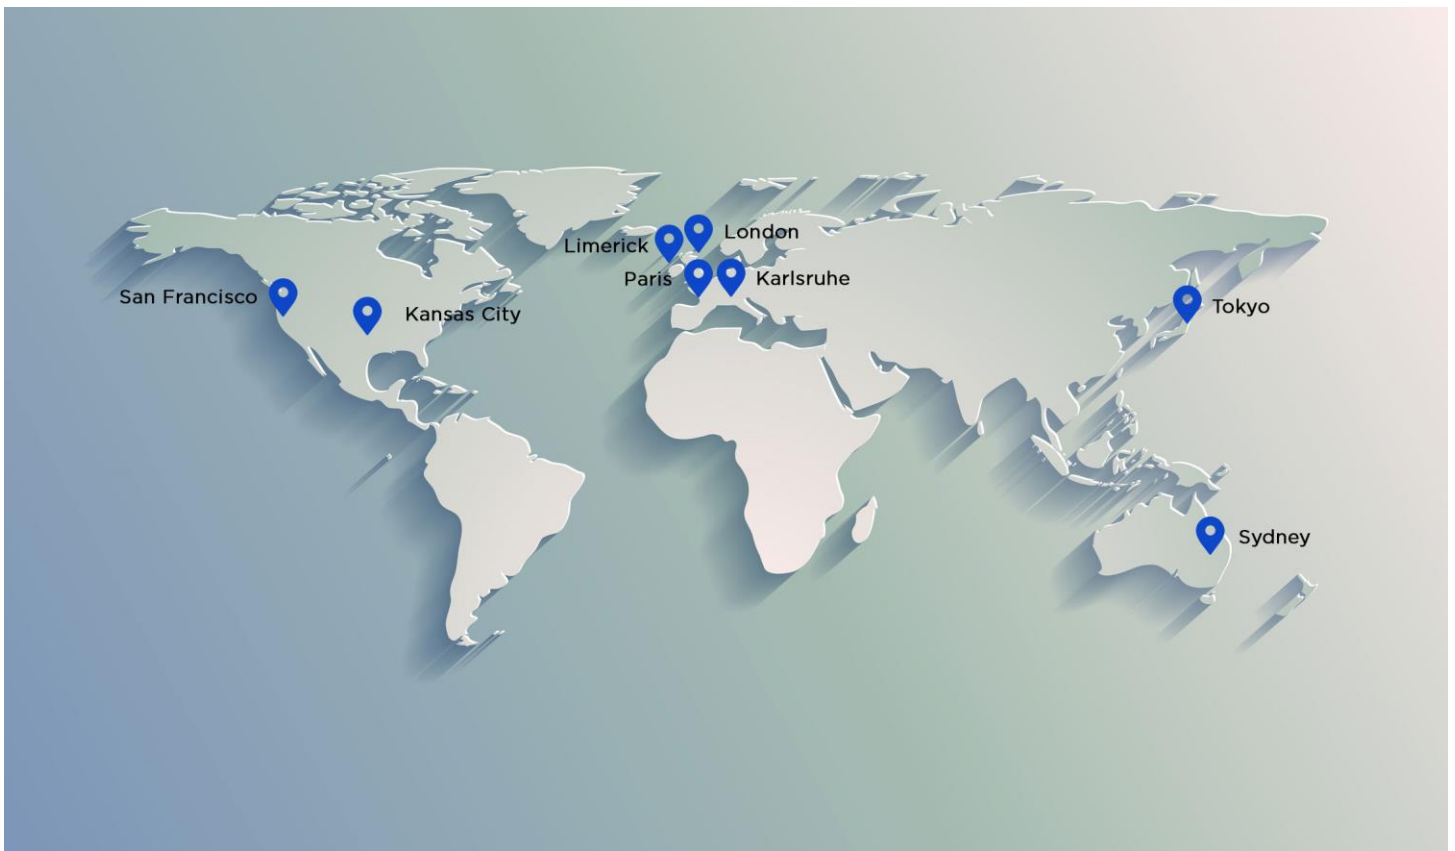 London
Limerick
Paris
Karlsruhe
San Francisco
Kansas City
Tokyo
Sydney